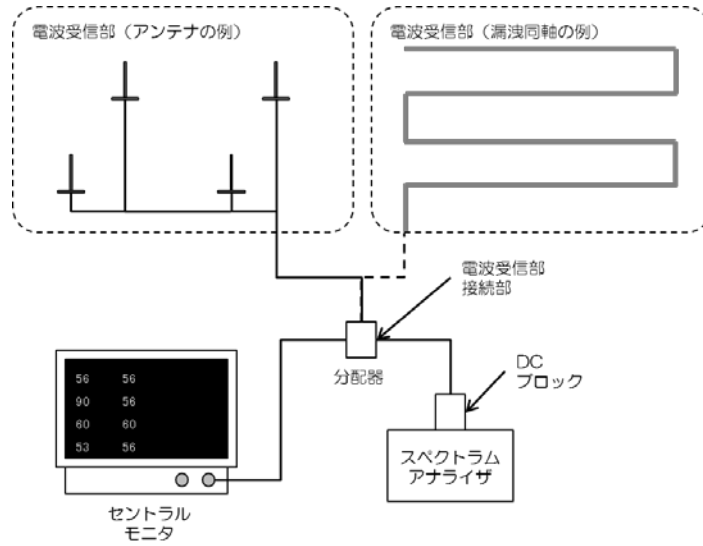 電波受信部（アンテナの例）
電波受信部（漏洩同軸の例）
電波受信部
接続部
分配器
DC
ブロック
56 56
90 56
60 60
53 56
スペクトラム
アナライザ
セントラル
モニタ